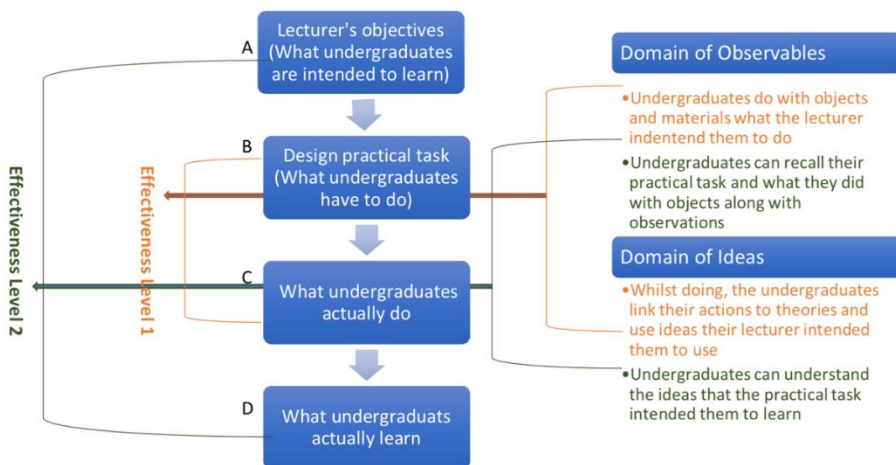 A
Lecturer's objectives
(What undergraduates
are intended to learn)
B
Design practical task
(What undergraduates
have to do)
C
What undergraduates
actually do
D
What undergraduats
actually learn
Effectiveness Level 2
Effectiveness Level 1
Domain of Observables
•Undergraduates do with objects
and materials what the lecturer
indentend them to do
•Undergraduates can recall their
practical task and what they did
with objects along with
observations
Domain of Ideas
•Whilst doing, the undergraduates
link their actions to theories and
use ideas their lecturer intended
them to use
•Undergraduates can understand
the ideas that the practical task
intended them to learn